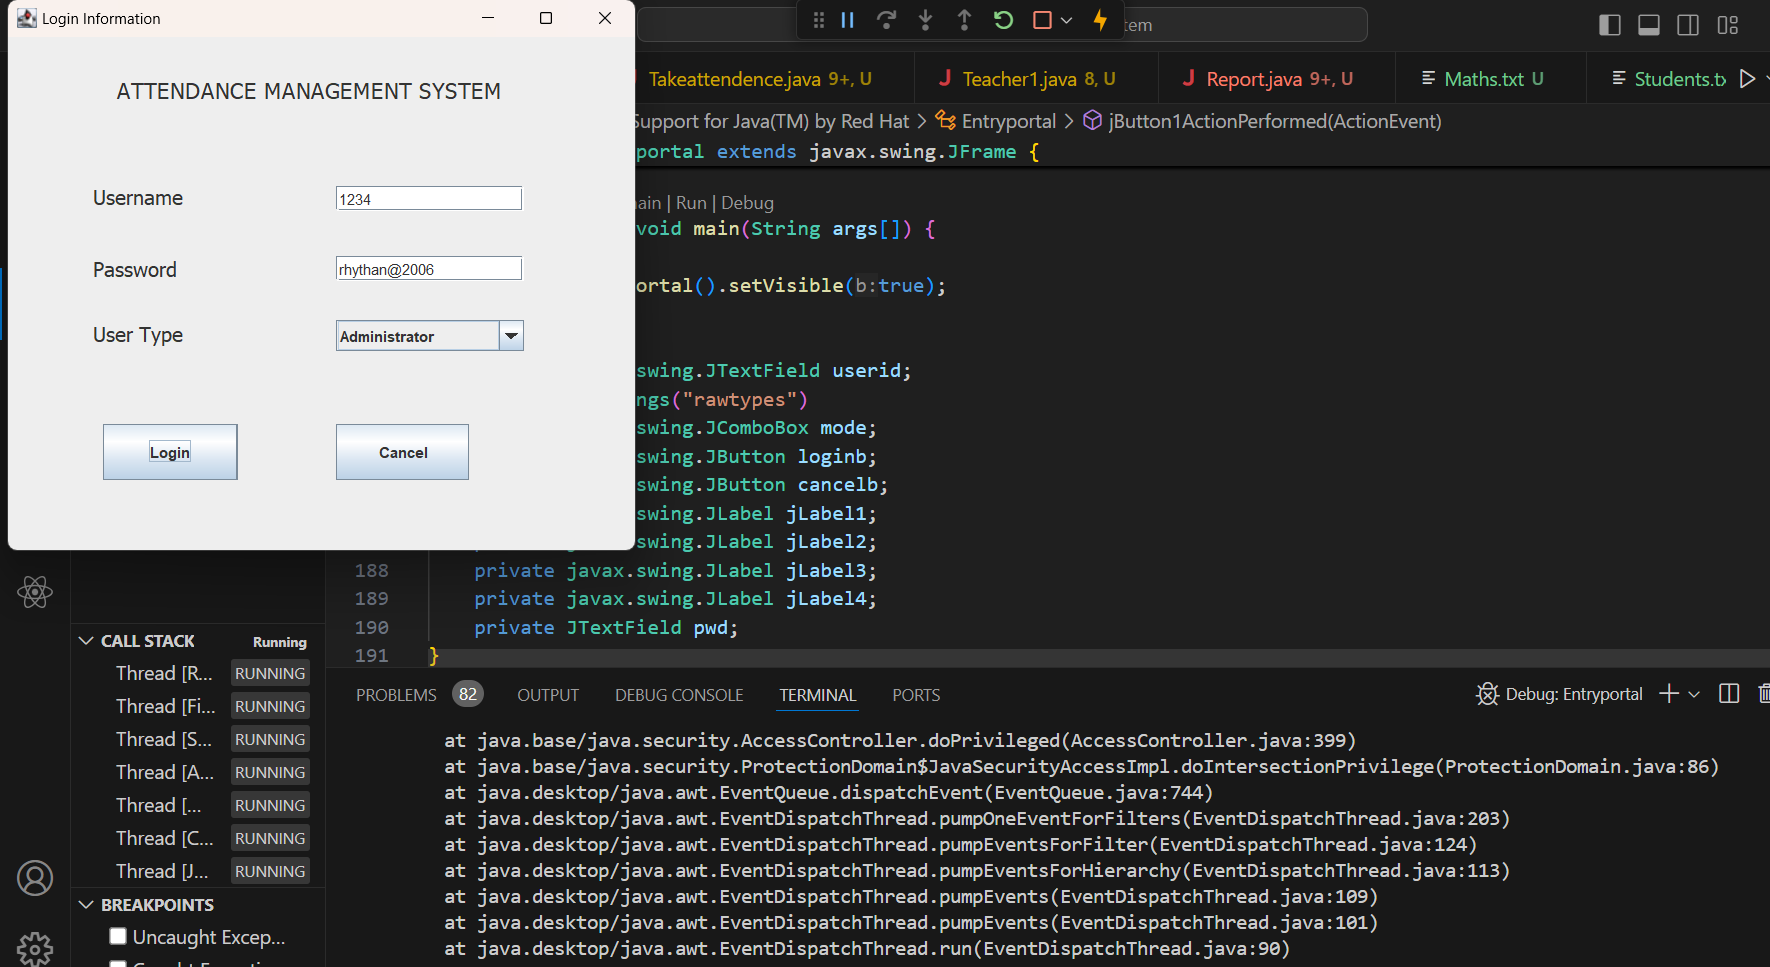 Login Information
ATTENDANCE MANAGEMENT SYSTEM
Username
1234
Password
rhythan@2006
User Type
Administrator
Login
Cancel
tem
Takeattendence.java 9+, U
Teacher1.java 8, U
Report.java 9+, U
Maths.txt U
Students.tx
Support for Java(TM) by Red Hat > Entryportal > jButton1ActionPerformed(ActionEvent)
portal extends javax.swing.JFrame {
ain | Run | Debug
void main(String args[]) {
ortal().setVisible(b:true);
swing.JTextField userid;
ngs("rawtypes")
swing.JComboBox mode;
swing.JButton loginb;
swing.JButton cancelb;
swing.JLabel jLabel1;
swing.JLabel jLabel2;
188 private javax.swing.JLabel jLabel3;
189 private javax.swing.JLabel jLabel4;
190 private JTextField pwd;
191 }
CALL STACK Running
Thread [R... RUNNING
Thread [Fi... RUNNING
Thread [S... RUNNING
Thread [A... RUNNING
Thread [... RUNNING
Thread [C... RUNNING
Thread [J... RUNNING
BREAKPOINTS
Uncaught Excep...
PROBLEMS 82 OUTPUT DEBUG CONSOLE TERMINAL PORTS
Debug: Entryportal
at java.base/java.security.AccessController.doPrivileged(AccessController.java:399)
at java.base/java.security.ProtectionDomain$JavaSecurityAccessImpl.doIntersectionPrivilege(ProtectionDomain.java:86)
at java.desktop/java.awt.EventQueue.dispatchEvent(EventQueue.java:744)
at java.desktop/java.awt.EventDispatchThread.pumpOneEventForFilters(EventDispatchThread.java:203)
at java.desktop/java.awt.EventDispatchThread.pumpEventsForFilter(EventDispatchThread.java:124)
at java.desktop/java.awt.EventDispatchThread.pumpEventsForHierarchy(EventDispatchThread.java:113)
at java.desktop/java.awt.EventDispatchThread.pumpEvents(EventDispatchThread.java:109)
at java.desktop/java.awt.EventDispatchThread.pumpEvents(EventDispatchThread.java:101)
at java.desktop/java.awt.EventDispatchThread.run(EventDispatchThread.java:90)